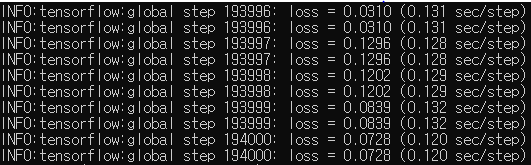 INFO:tensorflow:global step 193996: loss = 0.0310 (0.131 sec/step)
INFO:tensorflow:global step 193996: loss = 0.0310 (0.131 sec/step)
INFO:tensorflow:global step 193997: loss = 0.1296 (0.128 sec/step)
INFO:tensorflow:global step 193997: loss = 0.1296 (0.128 sec/step)
INFO:tensorflow:global step 193998: loss = 0.1202 (0.129 sec/step)
INFO:tensorflow:global step 193998: loss = 0.1202 (0.129 sec/step)
INFO:tensorflow:global step 193999: loss = 0.0839 (0.132 sec/step)
INFO:tensorflow:global step 193999: loss = 0.0839 (0.132 sec/step)
INFO:tensorflow:global step 194000: loss = 0.0728 (0.120 sec/step)
INFO:tensorflow:global step 194000: loss = 0.0728 (0.120 sec/step)